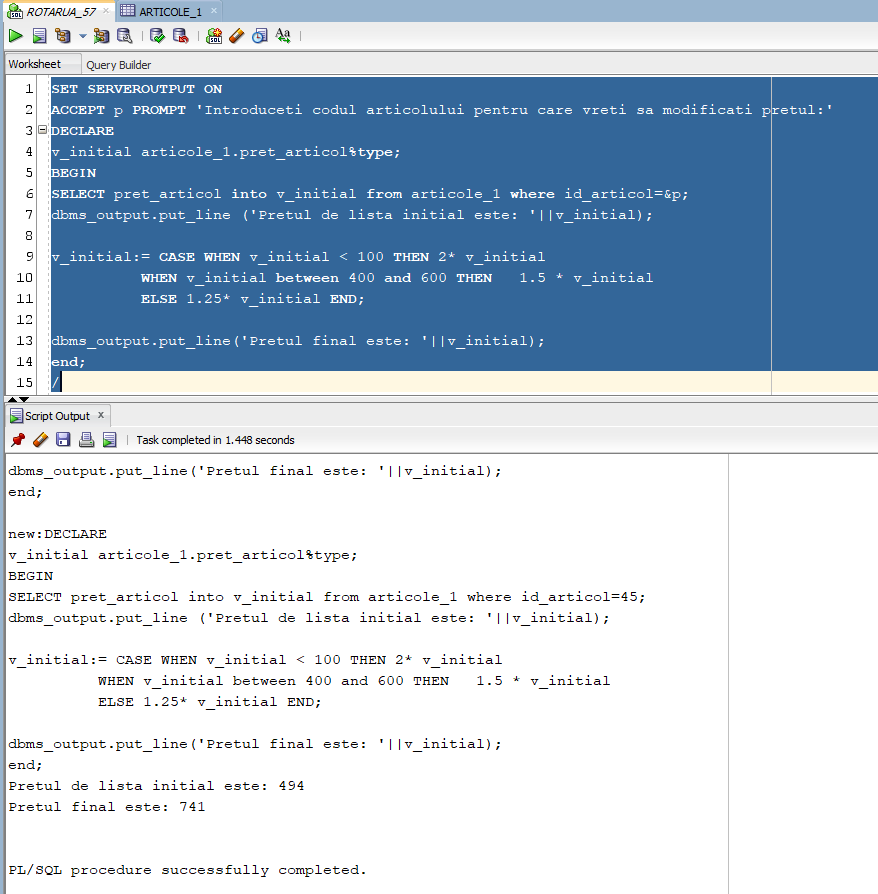 ROTARUA_57 ARTICOLE_1
Worksheet Query Builder
1 SET SERVEROUTPUT ON
2 ACCEPT p PROMPT 'Introduceti codul articolului pentru care vreti sa modificati pretul:'
3 DECLARE
4 v_initial articole_1.pret_articol%type;
5 BEGIN
6 SELECT pret_articol into v_initial from articole_1 where id_articol=&p;
7 dbms_output.put_line ('Pretul de lista initial este: '||v_initial);
8
9 v_initial:= CASE WHEN v_initial < 100 THEN 2* v_initial
10 WHEN v_initial between 400 and 600 THEN   1.5 * v_initial
11 ELSE 1.25* v_initial END;
12
13 dbms_output.put_line('Pretul final este: '||v_initial);
14 end;
15 /
Script Output x
Task completed in 1.448 seconds
dbms_output.put_line('Pretul final este: '||v_initial);
end;
new:DECLARE
v_initial articole_1.pret_articol%type;
BEGIN
SELECT pret_articol into v_initial from articole_1 where id_articol=45;
dbms_output.put_line ('Pretul de lista initial este: '||v_initial);
v_initial:= CASE WHEN v_initial < 100 THEN 2* v_initial
WHEN v_initial between 400 and 600 THEN   1.5 * v_initial
ELSE 1.25* v_initial END;
dbms_output.put_line('Pretul final este: '||v_initial);
end;
Pretul de lista initial este: 494
Pretul final este: 741
PL/SQL procedure successfully completed.